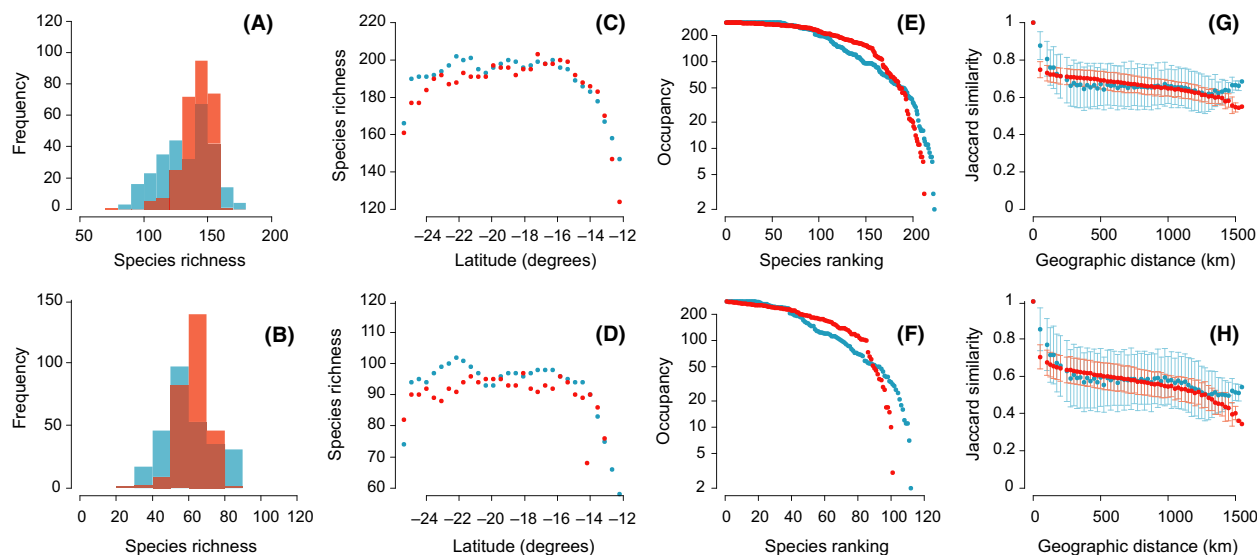 (A)
Frequency
120
100
80
60
40
20
0
50 100 150 200
Species richness
(C)
Species richness
220
200
180
160
140
120
−24 −22 −20 −18 −16 −14 −12
Latitude (degrees)
(E)
Occupancy
200
100
50
20
10
5
2
0 50 100 150 200
Species ranking
(G)
Jaccard similarity
1
0.8
0.6
0.4
0.2
0
0 500 1000 1500
Geographic distance (km)
(B)
Frequency
150
100
50
0
0 20 40 60 80 100 120
Species richness
(D)
Species richness
120
110
100
90
80
70
60
−24 −22 −20 −18 −16 −14 −12
Latitude (degrees)
(F)
Occupancy
200
100
50
20
10
5
2
0 20 40 60 80 100 120
Species ranking
(H)
Jaccard similarity
1
0.8
0.6
0.4
0.2
0
0 500 1000 1500
Geographic distance (km)